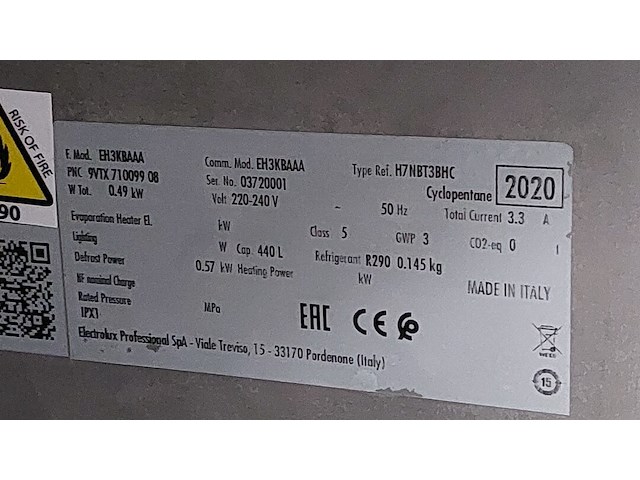 RISK OF FIRE
90
F. Mod. EH3KBAAA Comm. Mod. EH3KBAAA Type Ref. H7NBT3BHC 2020
PNC 9VTX 710099 08 Ser. No. 03720001 Cyclopentane
W Tot. 0.49 kW Volt 220-240 V ~ 50 Hz Total Current 3.3 A
Evaporation Heater El. kW Class 5 GWP 3 CO2-eq 0 t
Lighting W Cap. 440 L Refrigerant R290 0.145 kg
Defrost Power 0.57 kW Heating Power kW MADE IN ITALY
NF nominal Charge
Rated Pressure MPa
IPX1 EAC CE
Electrolux Professional SpA - Viale Treviso, 15 - 33170 Pordenone (Italy)
15